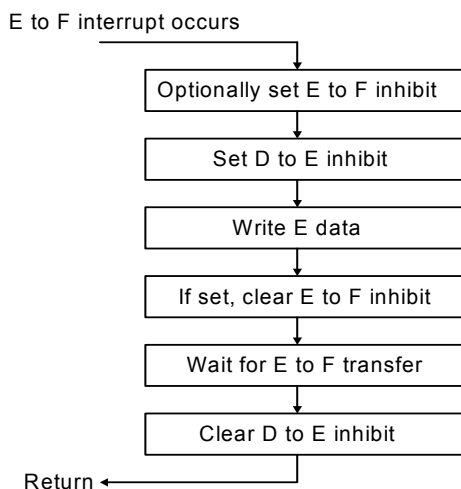 E to F interrupt occurs
Optionally set E to F inhibit
Set D to E inhibit
Write E data
If set, clear E to F inhibit
Wait for E to F transfer
Clear D to E inhibit
Return